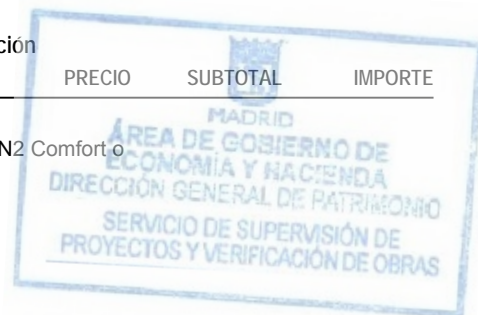 ción
PRECIO SUBTOTAL IMPORTE
N2 Comfort o
MADRID
ÁREA DE GOBIERNO DE
ECONOMÍA Y HACIENDA
DIRECCIÓN GENERAL DE PATRIMONIO
SERVICIO DE SUPERVISIÓN DE
PROYECTOS Y VERIFICACIÓN DE OBRAS